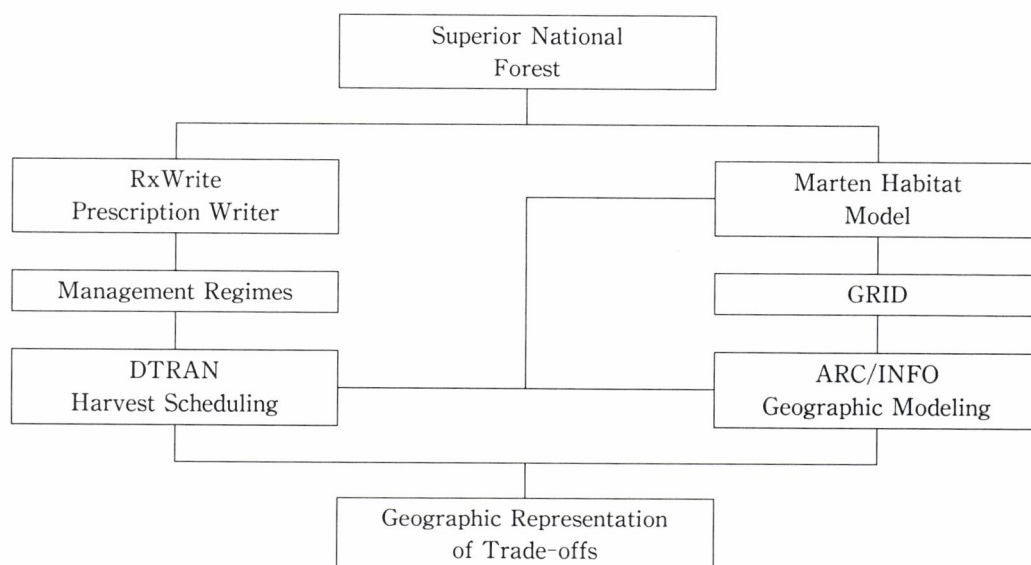 Superior National
Forest
RxWrite
Prescription Writer
Marten Habitat
Model
Management Regimes
GRID
DTRAN
Harvest Scheduling
ARC/INFO
Geographic Modeling
Geographic Representation
of Trade-offs